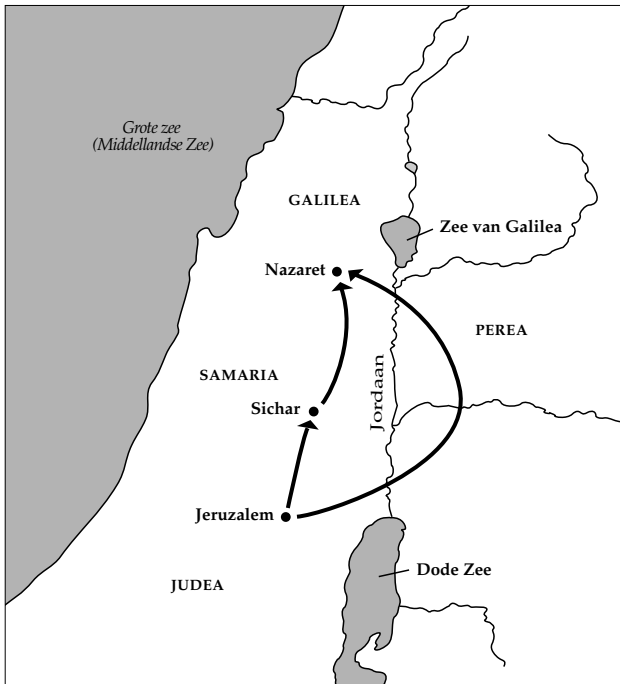 Grote zee
(Middellandse Zee)
GALILEA
Zee van Galilea
Nazaret
PEREA
SAMARIA
Jordaan
Sichar
Jeruzalem
Dode Zee
JUDEA